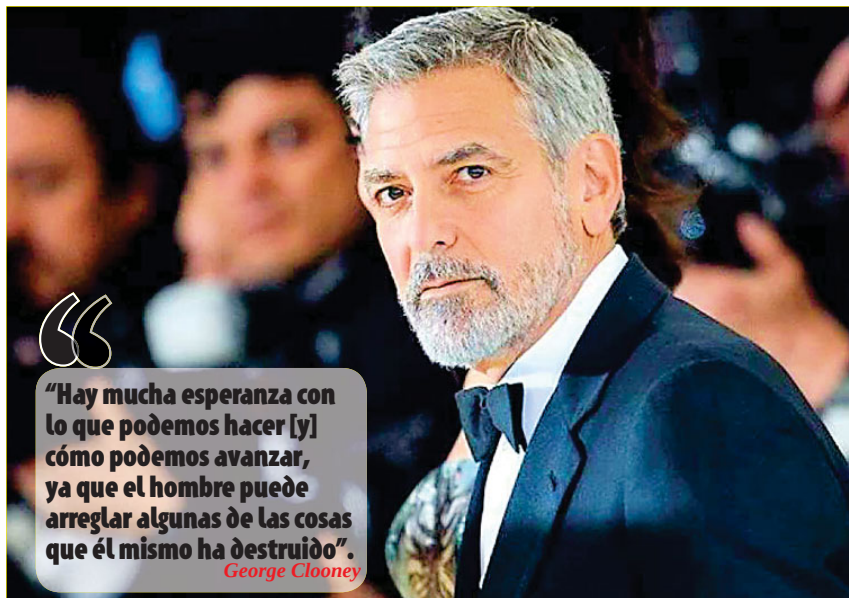 “Hay mucha esperanza con
lo que podemos hacer [y]
cómo podemos avanzar,
ya que el hombre puede
arreglar algunas de las cosas
que él mismo ha destruido”.
George Clooney